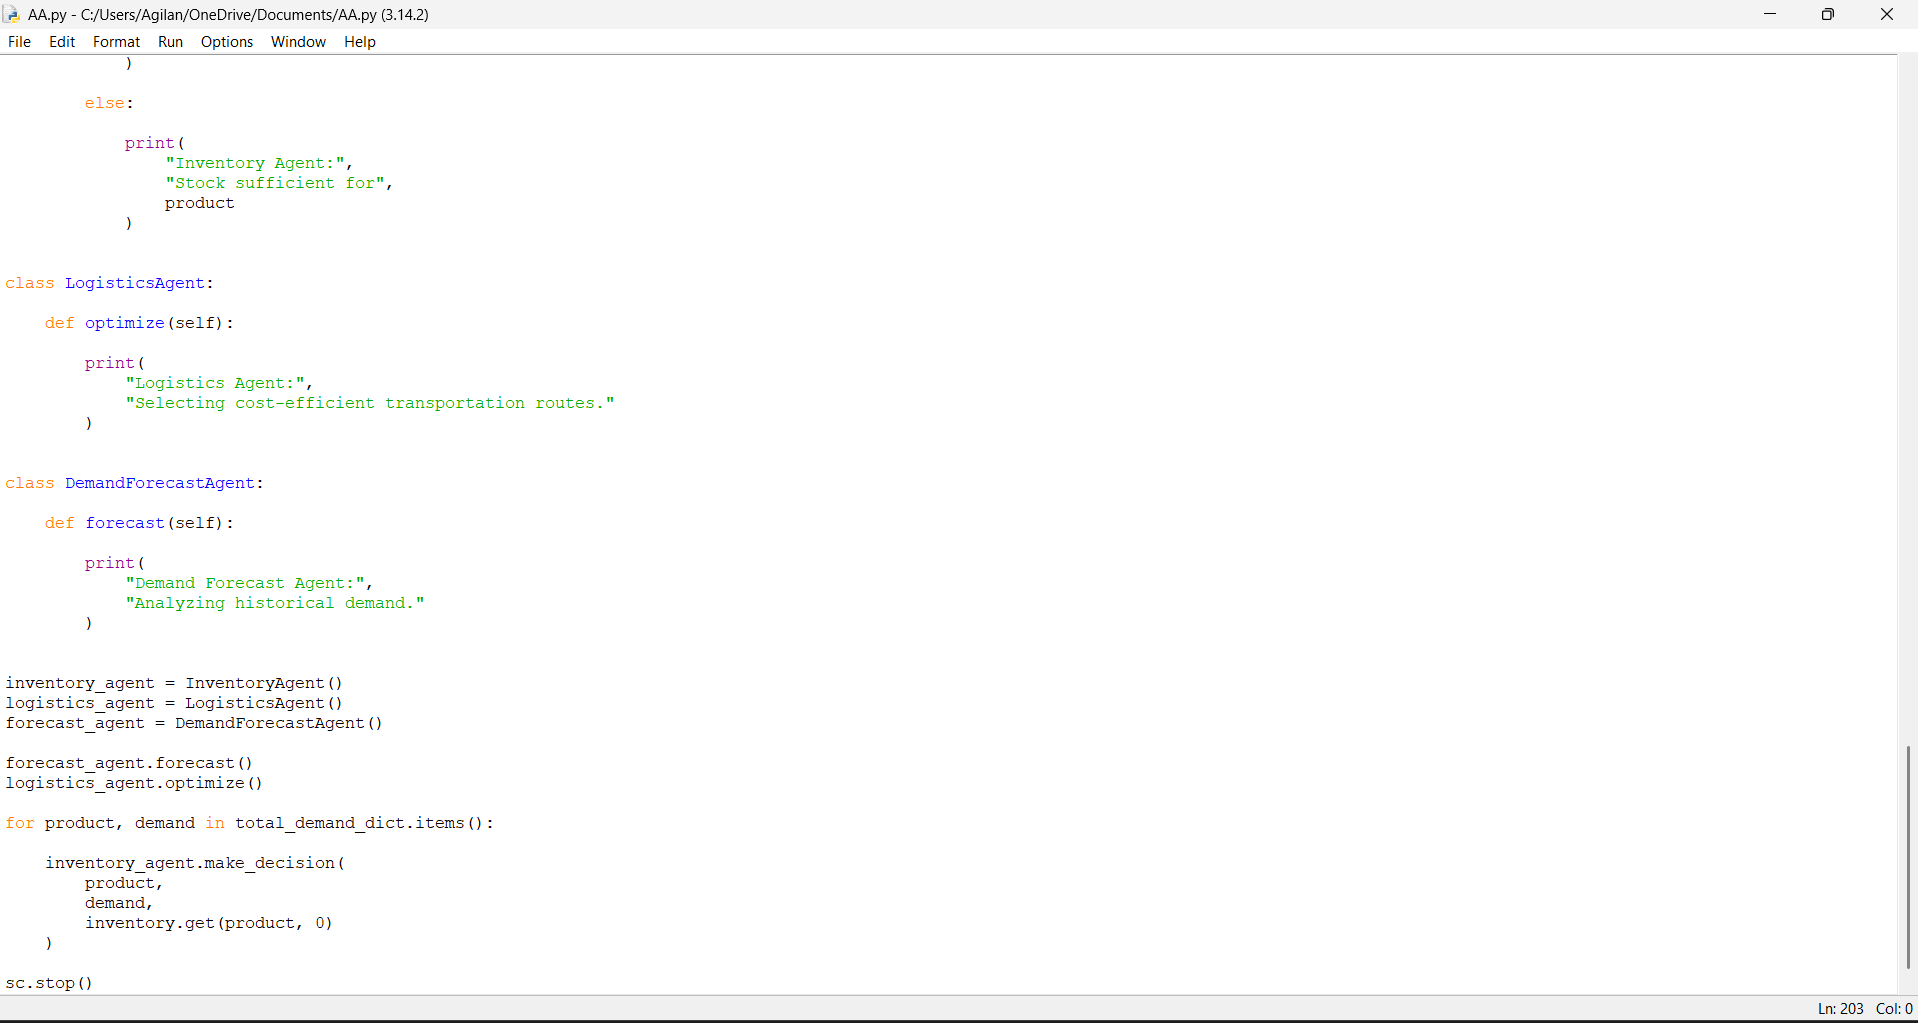 AA.py - C:/Users/Agilan/OneDrive/Documents/AA.py (3.14.2)
File Edit Format Run Options Window Help
            )

        else:

            print(
                "Inventory Agent:",
                "Stock sufficient for",
                product
            )


class LogisticsAgent:

    def optimize(self):

        print(
            "Logistics Agent:",
            "Selecting cost-efficient transportation routes."
        )


class DemandForecastAgent:

    def forecast(self):

        print(
            "Demand Forecast Agent:",
            "Analyzing historical demand."
        )


inventory_agent = InventoryAgent()
logistics_agent = LogisticsAgent()
forecast_agent = DemandForecastAgent()

forecast_agent.forecast()
logistics_agent.optimize()

for product, demand in total_demand_dict.items():

    inventory_agent.make_decision(
        product,
        demand,
        inventory.get(product, 0)
    )

sc.stop()
Ln: 203 Col: 0